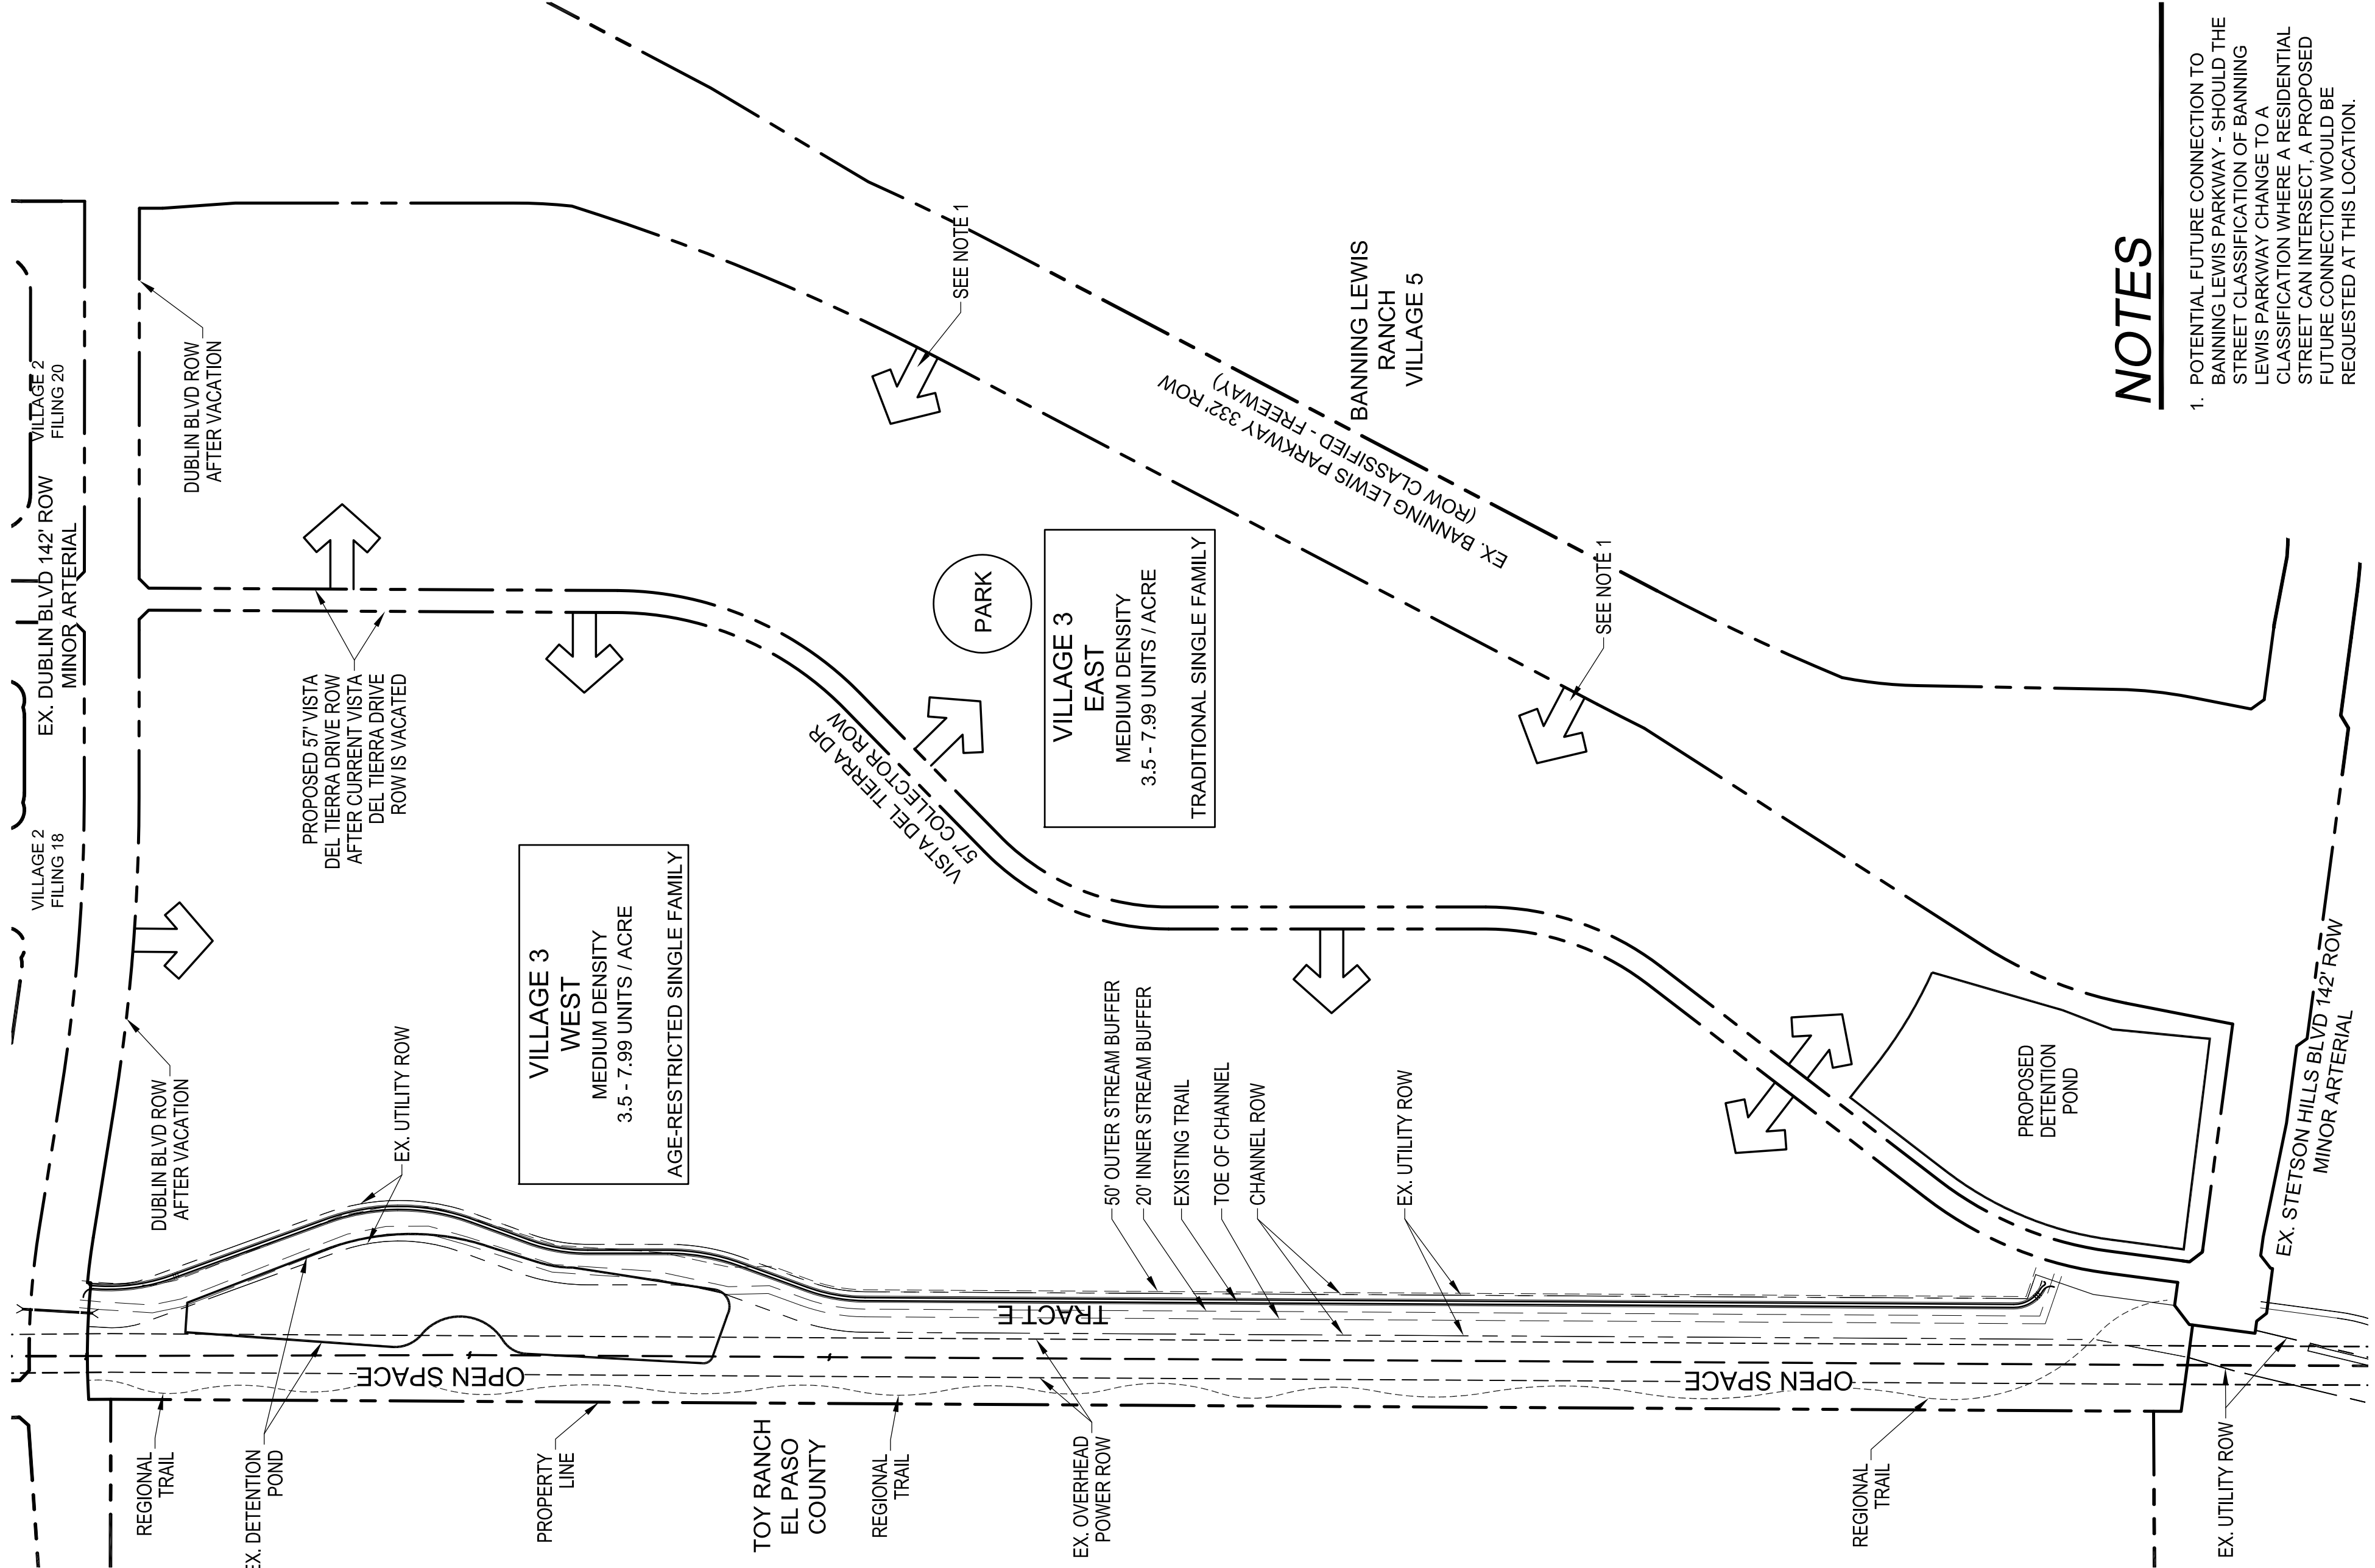 VILLAGE 2
FILING 18
EX. DUBLIN BLVD 142' ROW
MINOR ARTERIAL
VILLAGE 2
FILING 20
REGIONAL
TRAIL
DUBLIN BLVD ROW
AFTER VACATION
DUBLIN BLVD ROW
AFTER VACATION
EX. DETENTION
POND
EX. UTILITY ROW
PROPOSED 57' VISTA
DEL TIERRA DRIVE ROW
AFTER CURRENT VISTA
DEL TIERRA DRIVE
ROW IS VACATED
OPEN SPACE
PROPERTY
LINE
VILLAGE 3
WEST
MEDIUM DENSITY
3.5 - 7.99 UNITS / ACRE
AGE-RESTRICTED SINGLE FAMILY
TOY RANCH
EL PASO
COUNTY
REGIONAL
TRAIL
VISTA DEL TIERRA DR
57' COLLECTOR ROW
PARK
SEE NOTE 1
VILLAGE 3
EAST
MEDIUM DENSITY
3.5 - 7.99 UNITS / ACRE
TRADITIONAL SINGLE FAMILY
TRACT E
EX. OVERHEAD
POWER ROW
50' OUTER STREAM BUFFER
20' INNER STREAM BUFFER
EXISTING TRAIL
TOE OF CHANNEL
CHANNEL ROW
EX. UTILITY ROW
EX. BANNING LEWIS PARKWAY 332' ROW
(ROW CLASSIFIED - FREEWAY)
BANNING LEWIS
RANCH
VILLAGE 5
SEE NOTE 1
OPEN SPACE
REGIONAL
TRAIL
PROPOSED
DETENTION
POND
EX. UTILITY ROW
EX. STETSON HILLS BLVD 142' ROW
MINOR ARTERIAL
NOTES
1. POTENTIAL FUTURE CONNECTION TO
BANNING LEWIS PARKWAY - SHOULD THE
STREET CLASSIFICATION OF BANNING
LEWIS PARKWAY CHANGE TO A
CLASSIFICATION WHERE A RESIDENTIAL
STREET CAN INTERSECT, A PROPOSED
FUTURE CONNECTION WOULD BE
REQUESTED AT THIS LOCATION.